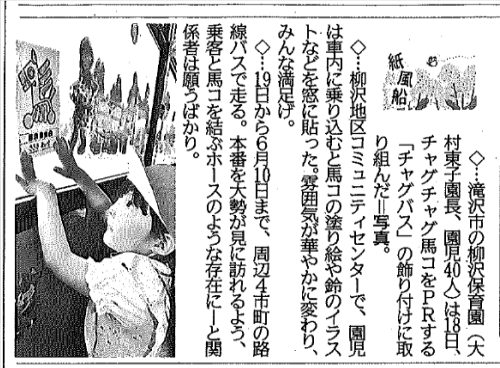 紙風船
◇…滝沢市の柳沢保育園（大
村東子園長、園児40人）は18日、
チャグチャグ馬コをＰＲする
「チャグバス」の飾り付けに取
り組んだ＝写真。
◇…柳沢地区コミュニティセンターで、園児
は車内に乗り込むと馬コの塗り絵や鈴のイラス
トなどを窓に貼った。雰囲気が華やかに変わり、
みんな満足げ。
◇…19日から６月10日まで、周辺４市町の路
線バスで走る。本番を大勢が見に訪れるよう、
乗客と馬コを結ぶホースのような存在にーと関
係者は願うばかり。